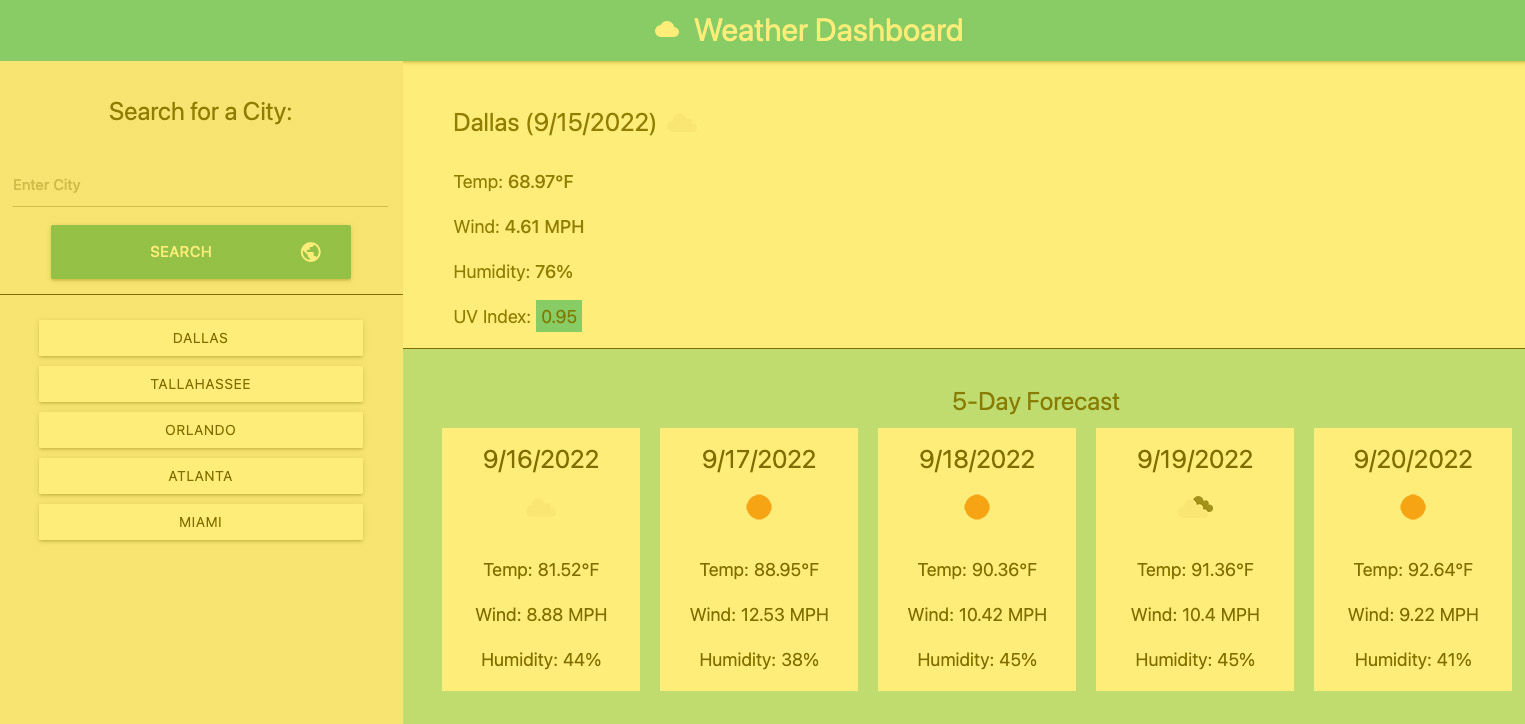 Weather Dashboard
Search for a City:
Enter City
SEARCH
DALLAS
TALLAHASSEE
ORLANDO
ATLANTA
MIAMI
Dallas (9/15/2022)
Temp: 68.97°F
Wind: 4.61 MPH
Humidity: 76%
UV Index: 0.95
5-Day Forecast
9/16/2022
Temp: 81.52°F
Wind: 8.88 MPH
Humidity: 44%
9/17/2022
Temp: 88.95°F
Wind: 12.53 MPH
Humidity: 38%
9/18/2022
Temp: 90.36°F
Wind: 10.42 MPH
Humidity: 45%
9/19/2022
Temp: 91.36°F
Wind: 10.4 MPH
Humidity: 45%
9/20/2022
Temp: 92.64°F
Wind: 9.22 MPH
Humidity: 41%